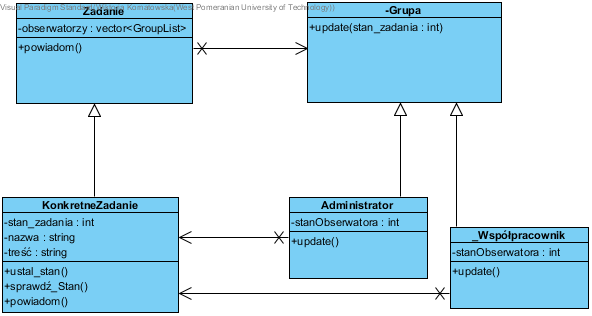 Visual Paradigm Standard(Wiktoria Komatowska(West Pomeranian University of Technology))
Zadanie
-obserwatorzy : vector<GroupList>
+powiadom()
-Grupa
+update(stan_zadania : int)
KonkretneZadanie
-stan_zadania : int
-nazwa : string
-treść : string
+ustal_stan()
+sprawdź_Stan()
+powiadom()
Administrator
-stanObserwatora : int
+update()
_Współpracownik
-stanObserwatora : int
+update()